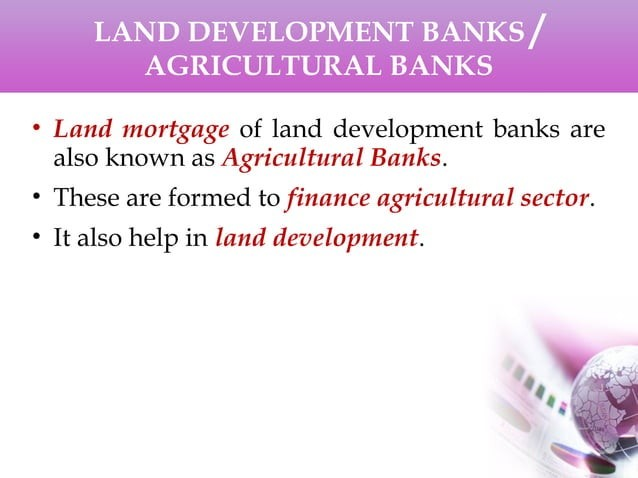 LAND DEVELOPMENT BANKS /
AGRICULTURAL BANKS
• Land mortgage of land development banks are
also known as Agricultural Banks.
• These are formed to finance agricultural sector.
• It also help in land development.